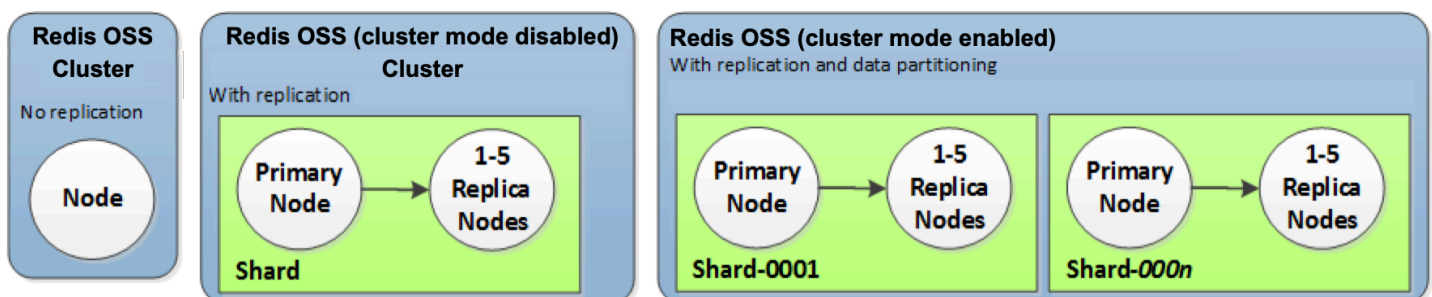 Redis OSS
Cluster
No replication
Node
Redis OSS (cluster mode disabled)
Cluster
With replication
Primary
Node
1-5
Replica
Nodes
Shard
Redis OSS (cluster mode enabled)
With replication and data partitioning
Primary
Node
1-5
Replica
Nodes
Shard-0001
Primary
Node
1-5
Replica
Nodes
Shard-000n